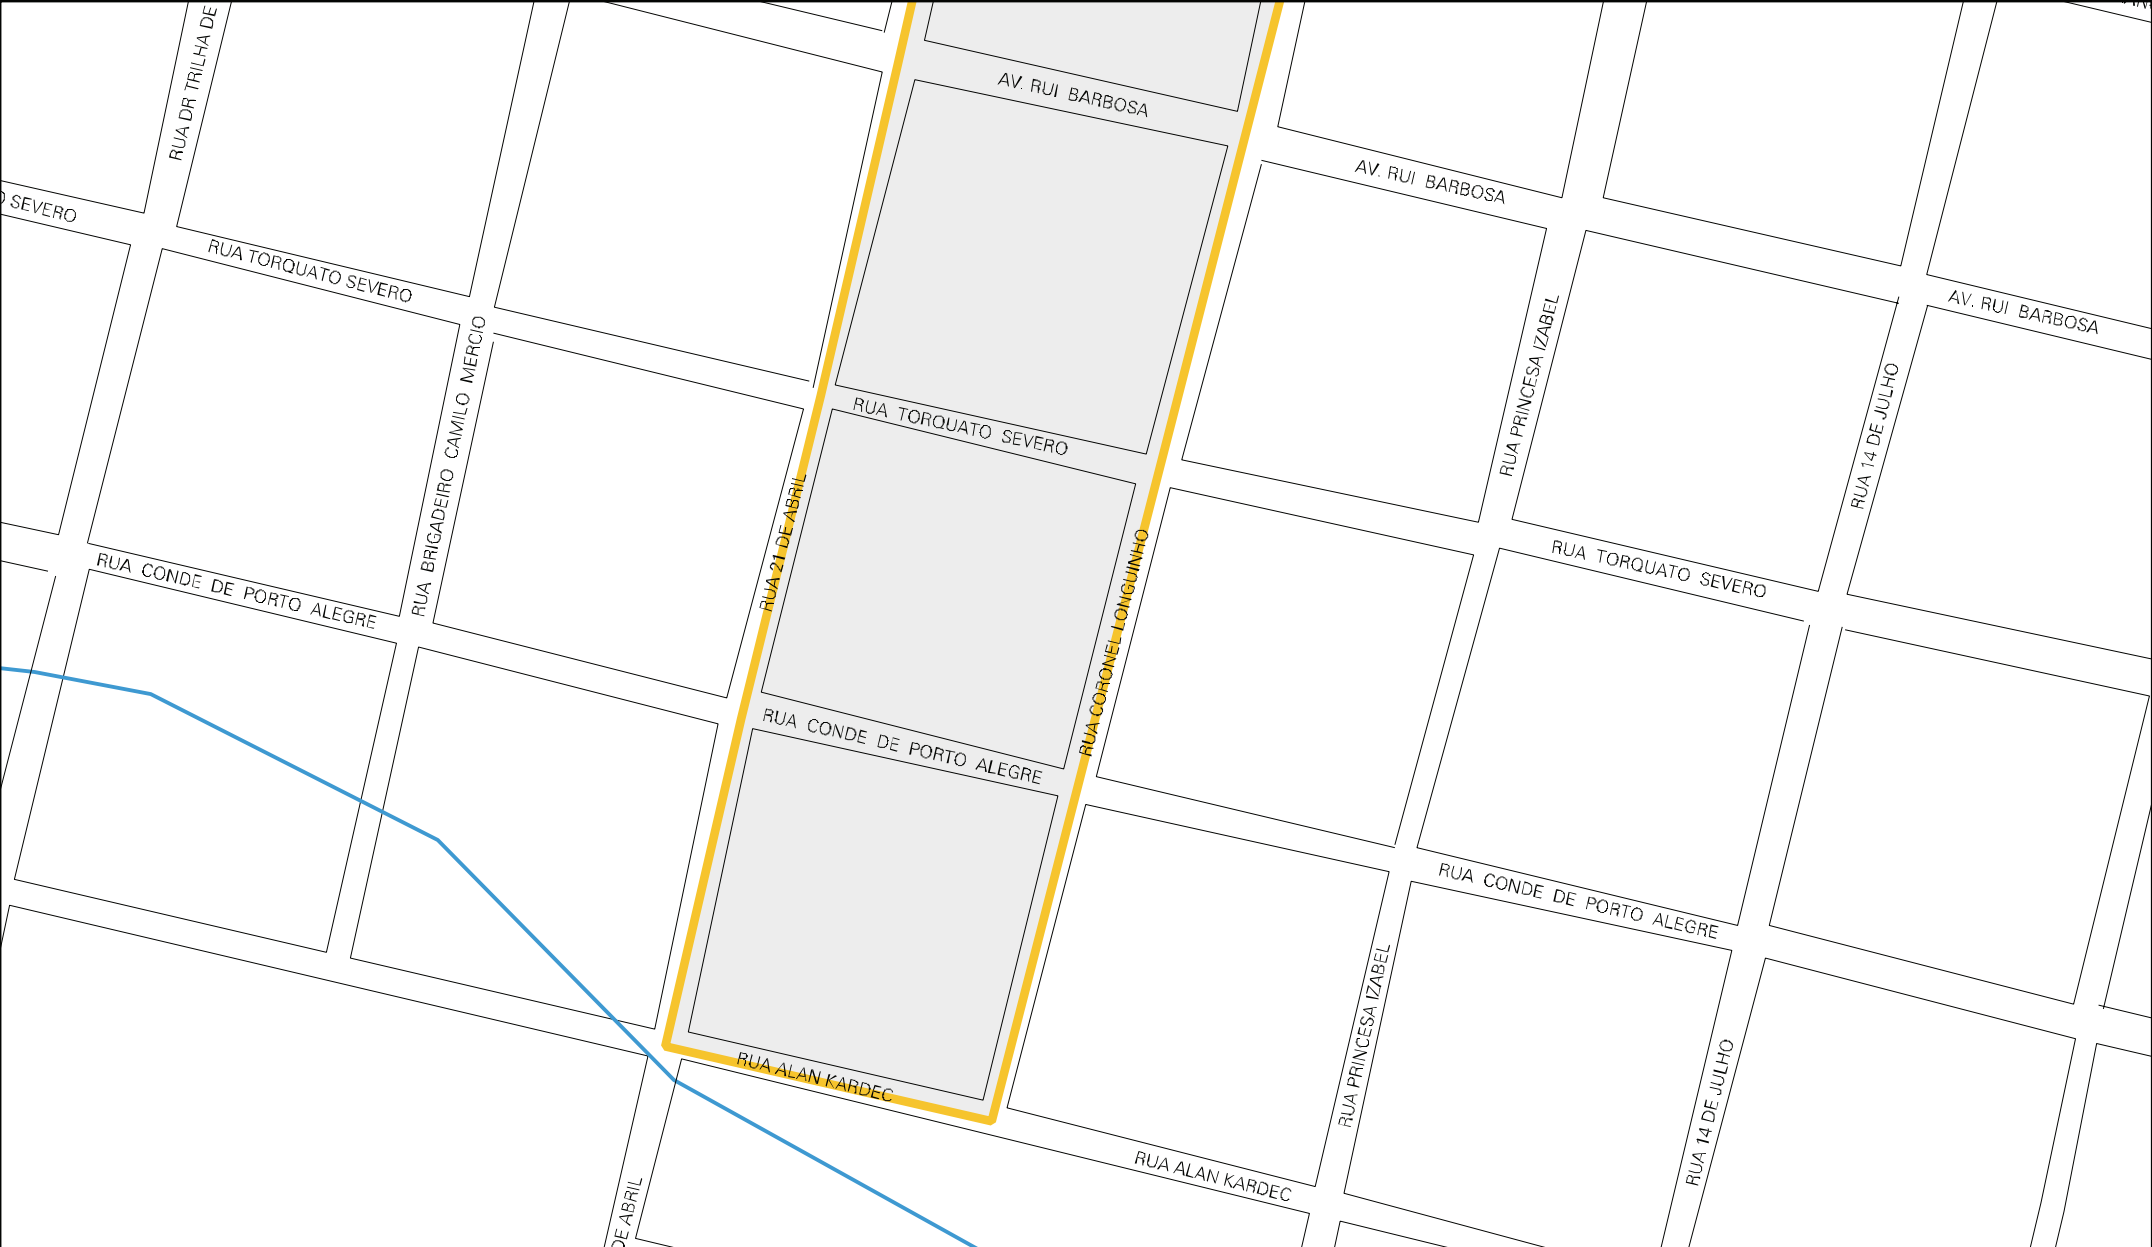 RUA DR TRILHA DE
AV. RUI BARBOSA
AV. RUI BARBOSA
SEVERO
RUA TORQUATO SEVERO
AV. RUI BARBOSA
RUA BRIGADEIRO CAMILO MERCIO
RUA PRINCESA IZABEL
RUA 14 DE JULHO
RUA TORQUATO SEVERO
RUA 21 DE ABRIL
RUA CORONEL LONGUINHO
RUA TORQUATO SEVERO
RUA CONDE DE PORTO ALEGRE
RUA CONDE DE PORTO ALEGRE
RUA CONDE DE PORTO ALEGRE
RUA PRINCESA IZABEL
RUA 14 DE JULHO
RUA ALAN KARDEC
RUA ALAN KARDEC
DE ABRIL